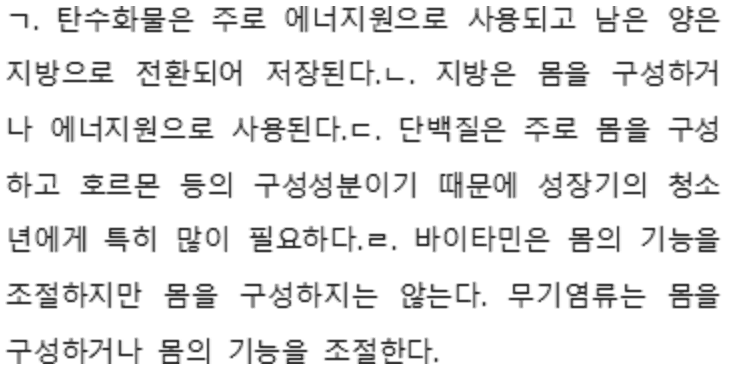 ㄱ. 탄수화물은 주로 에너지원으로 사용되고 남은 양은
지방으로 전환되어 저장된다.ㄴ. 지방은 몸을 구성하거
나 에너지원으로 사용된다.ㄷ. 단백질은 주로 몸을 구성
하고 호르몬 등의 구성성분이기 때문에 성장기의 청소
년에게 특히 많이 필요하다.ㄹ. 바이타민은 몸의 기능을
조절하지만 몸을 구성하지는 않는다. 무기염류는 몸을
구성하거나 몸의 기능을 조절한다.